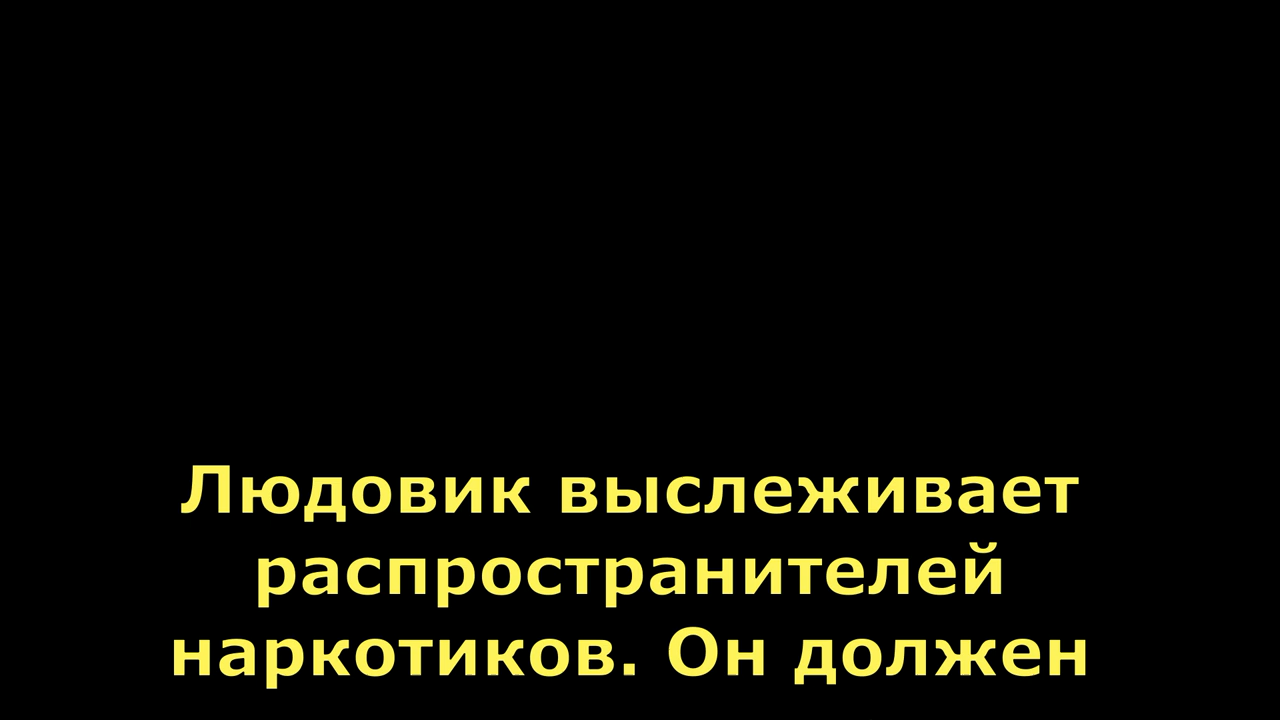 Людовик выслеживает
распространителей
наркотиков. Он должен